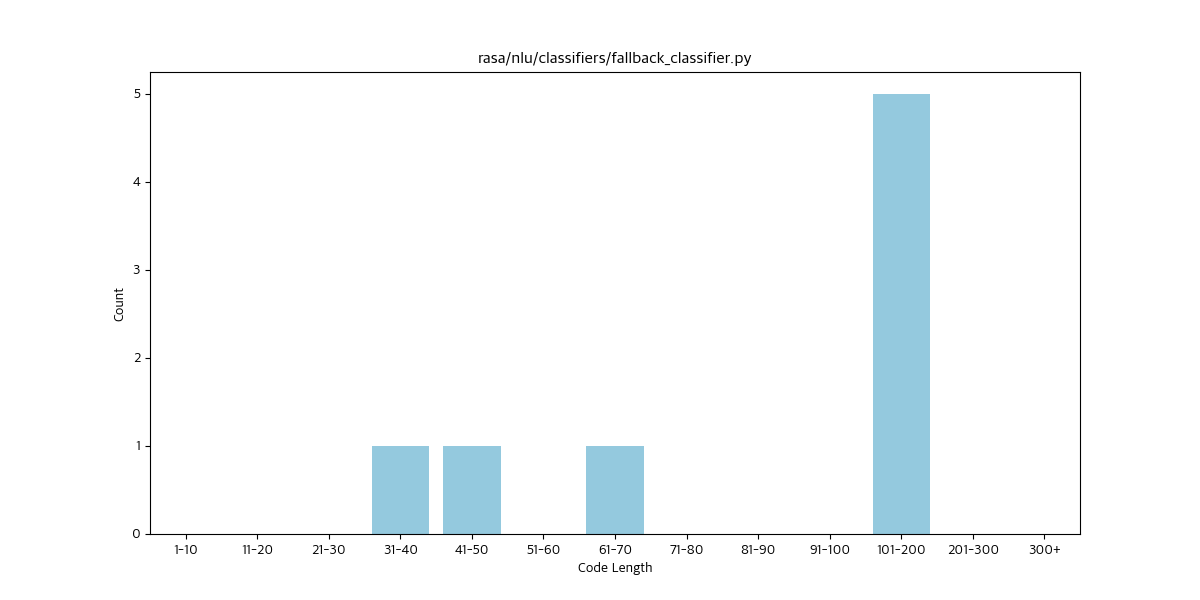 rasa/nlu/classifiers/fallback_classifier.py
Count
5
4
3
2
1
0
1-10 11-20 21-30 31-40 41-50 51-60 61-70 71-80 81-90 91-100 101-200 201-300 300+
Code Length